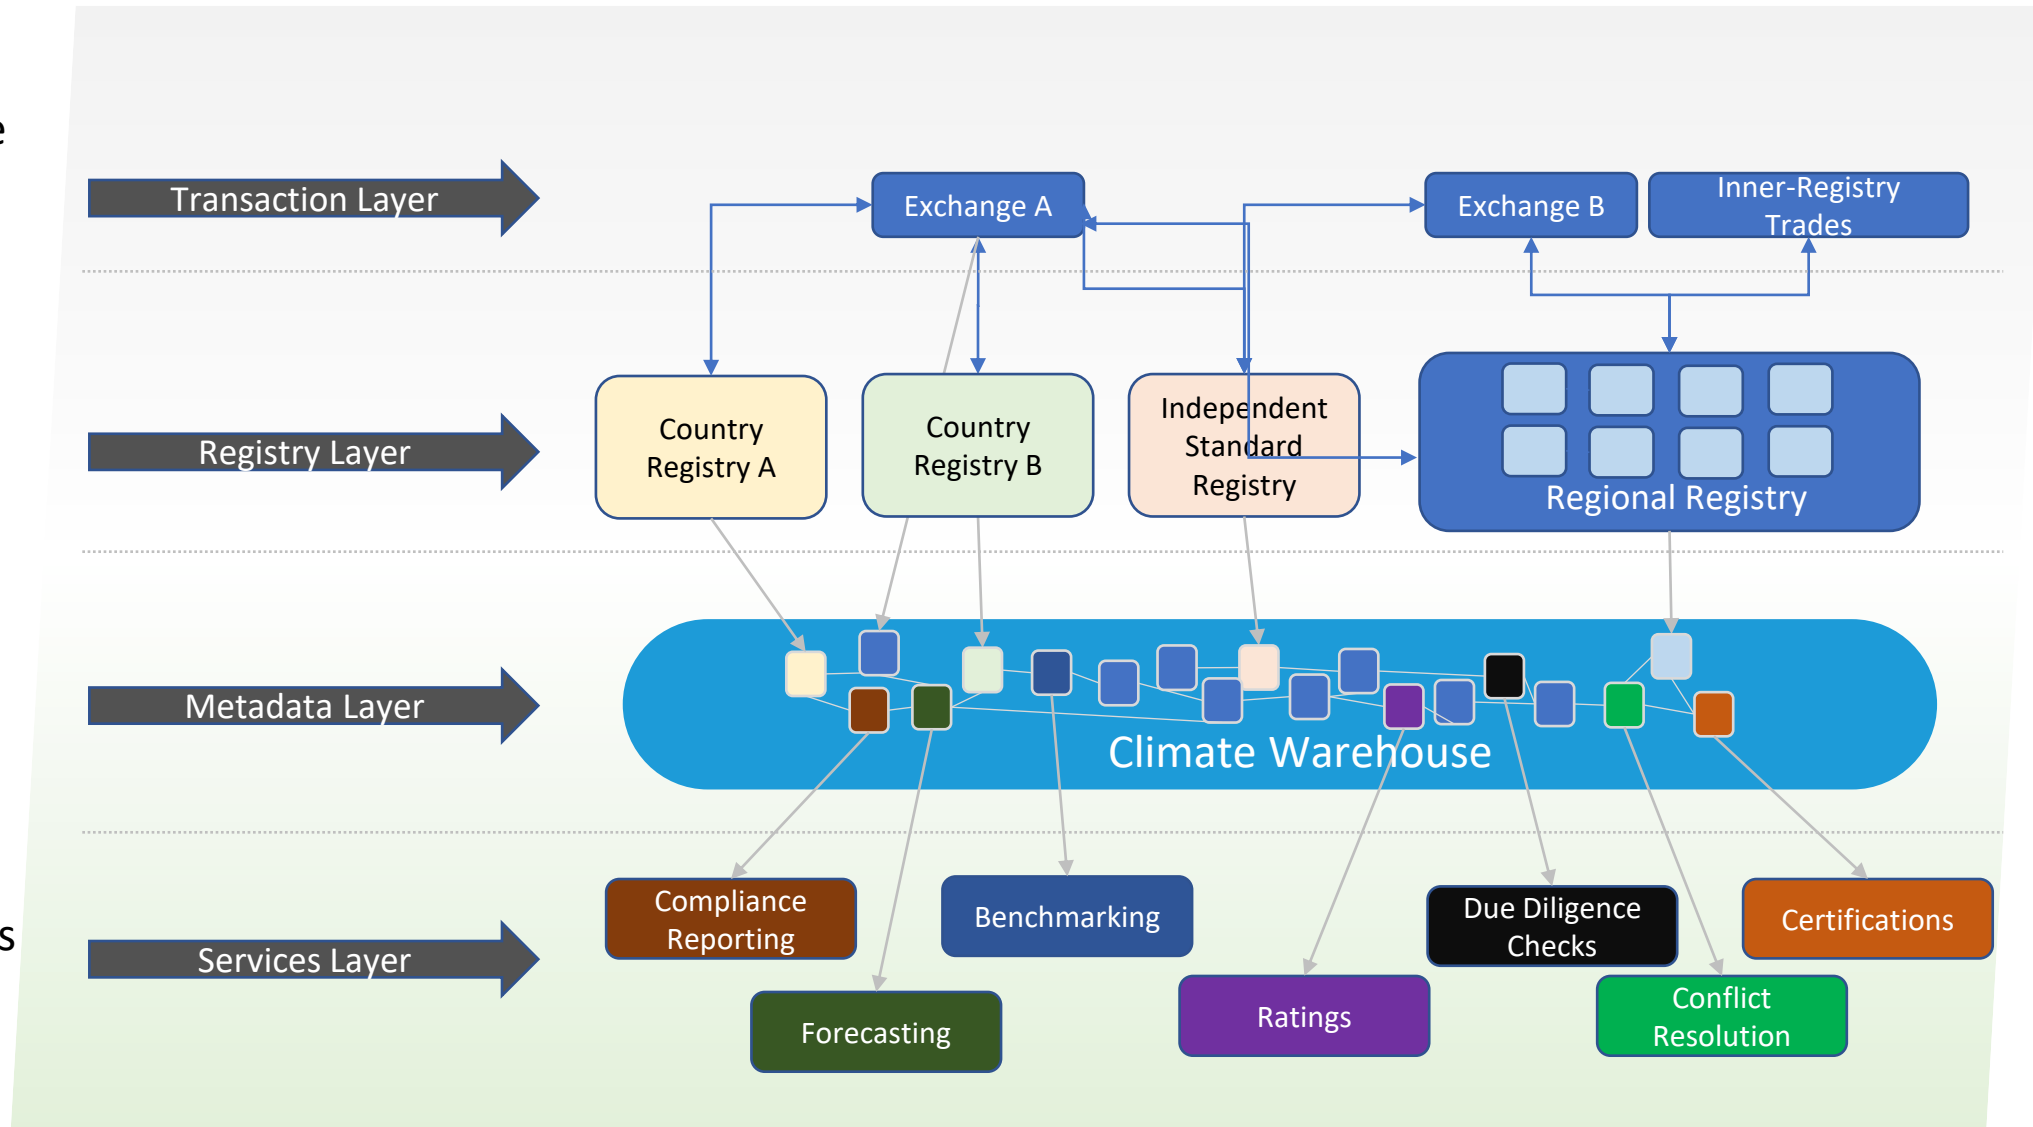 e
Transaction Layer
Exchange A
Exchange B
Inner-Registry
Trades
Registry Layer
Country
Registry A
Country
Registry B
Independent
Standard
Registry
Regional Registry
Metadata Layer
Climate Warehouse
s
Services Layer
Compliance
Reporting
Benchmarking
Due Diligence
Checks
Certifications
Forecasting
Ratings
Conflict
Resolution